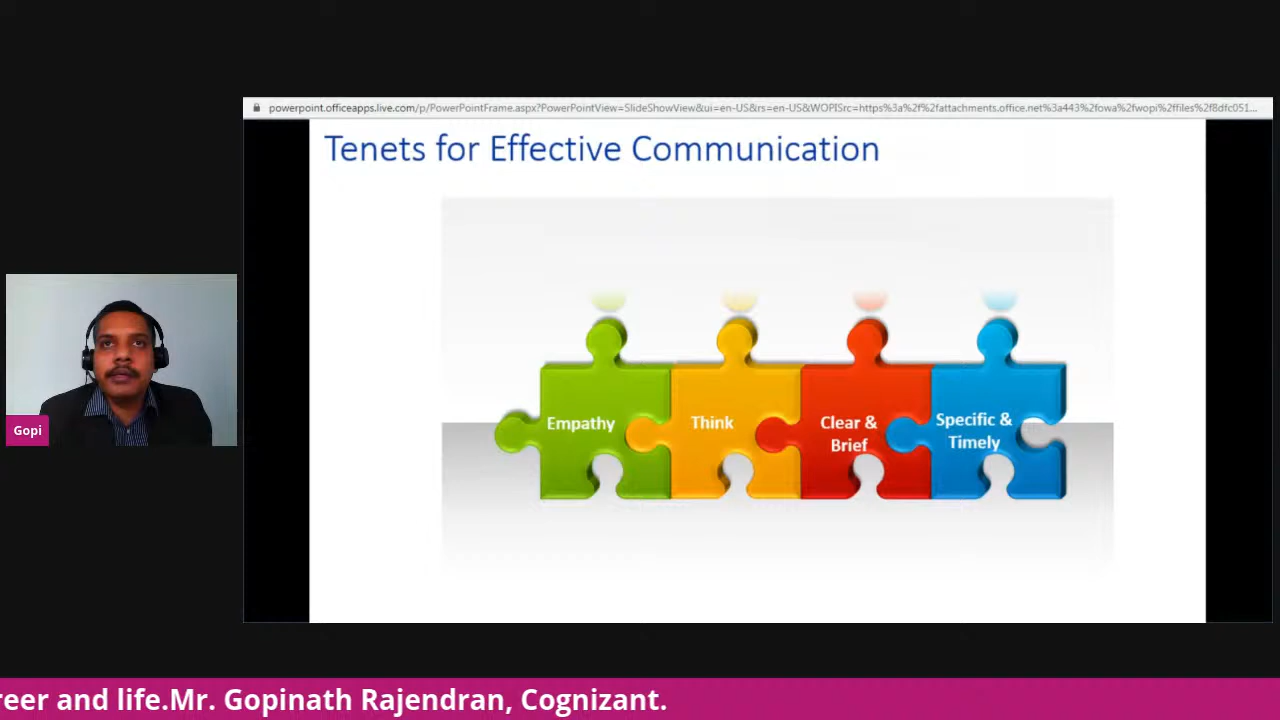 powerpoint.officeapps.live.com/p/PowerPointFrame.aspx?PowerPointView=SlideShowView&ui=en-US&rs=en-US&WOPISrc=https%3a%2f%2fattachments.office.net%3a443%2fowa%2fwopi%2ffiles%2f8dfc051...
Tenets for Effective Communication
Empathy
Think
Clear &
Brief
Specific &
Timely
Gopi
reer and life.Mr. Gopinath Rajendran, Cognizant.